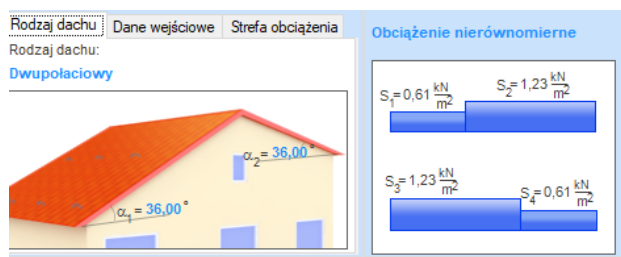 Rodzaj dachu Dane wejściowe Strefa obciążenia
Rodzaj dachu:
Dwupołaciowy
α₂= 36,00°
α₁ = 36,00°
Obciążenie nierównomierne
S₁=0,61 kN/m²
S₂=1,23 kN/m²
S₃=1,23 kN/m²
S₄=0,61 kN/m²